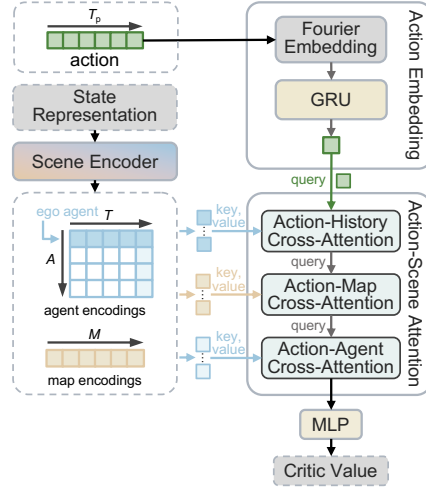 Tp
action
Fourier
Embedding
GRU
Action Embedding
State
Representation
Scene Encoder
query
ego agent
T
A
agent encodings
M
map encodings
key,
value
Action-History
Cross-Attention
query
key,
value
Action-Map
Cross-Attention
query
key,
value
Action-Agent
Cross-Attention
Action-Scene
Attention
MLP
Critic Value